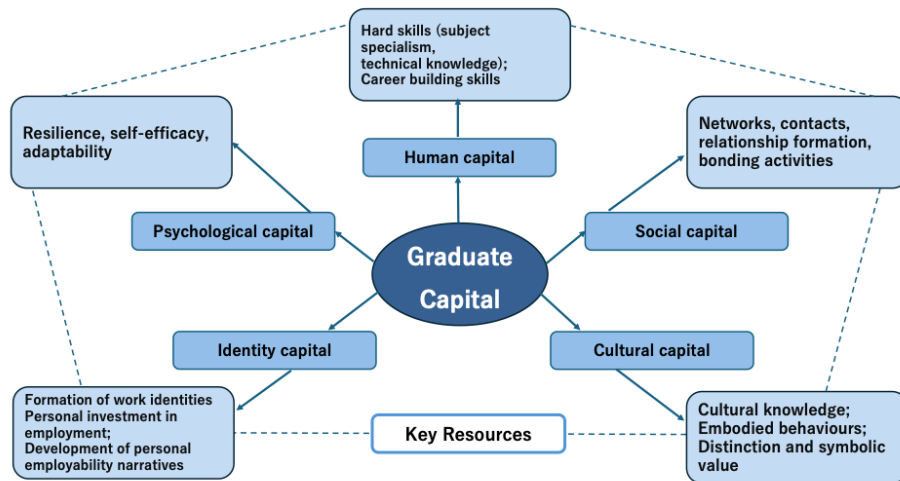 Hard skills (subject
specialism,
technical knowledge);
Career building skills
Resilience, self-efficacy,
adaptability
Networks, contacts,
relationship formation,
bonding activities
Human capital
Psychological capital
Social capital
Graduate
Capital
Identity capital
Cultural capital
Formation of work identities
Personal investment in
employment;
Development of personal
employability narratives
Key Resources
Cultural knowledge;
Embodied behaviours;
Distinction and symbolic
value